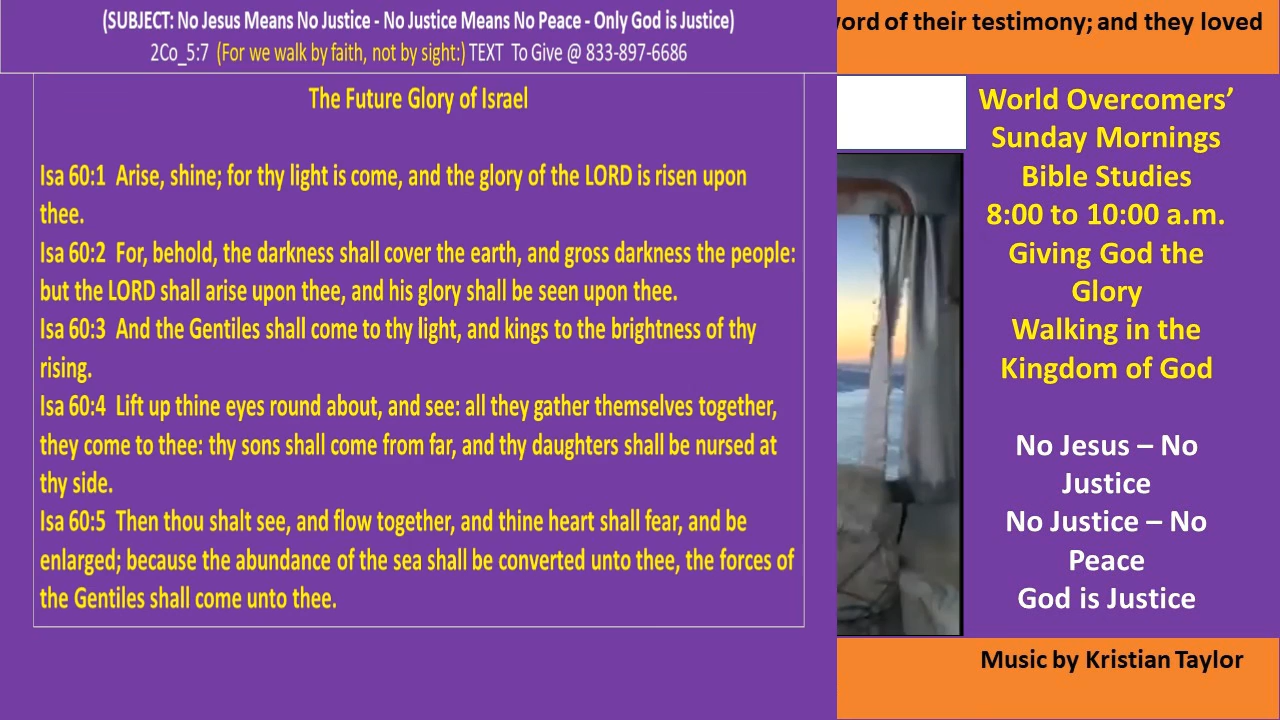 (SUBJECT: No Jesus Means No Justice - No Justice Means No Peace - Only God is Justice)
2Co_5:7 (For we walk by faith, not by sight:) TEXT To Give @ 833-897-6686
The Future Glory of Israel
Isa 60:1 Arise, shine; for thy light is come, and the glory of the LORD is risen upon
thee.
Isa 60:2 For, behold, the darkness shall cover the earth, and gross darkness the people:
but the LORD shall arise upon thee, and his glory shall be seen upon thee.
Isa 60:3 And the Gentiles shall come to thy light, and kings to the brightness of thy
rising.
Isa 60:4 Lift up thine eyes round about, and see: all they gather themselves together,
they come to thee: thy sons shall come from far, and thy daughters shall be nursed at
thy side.
Isa 60:5 Then thou shalt see, and flow together, and thine heart shall fear, and be
enlarged; because the abundance of the sea shall be converted unto thee, the forces of
the Gentiles shall come unto thee.
of their testimony; and they loved
World Overcomers'
Sunday Mornings
Bible Studies
8:00 to 10:00 a.m.
Giving God the
Glory
Walking in the
Kingdom of God
No Jesus – No
Justice
No Justice – No
Peace
God is Justice
Music by Kristian Taylor